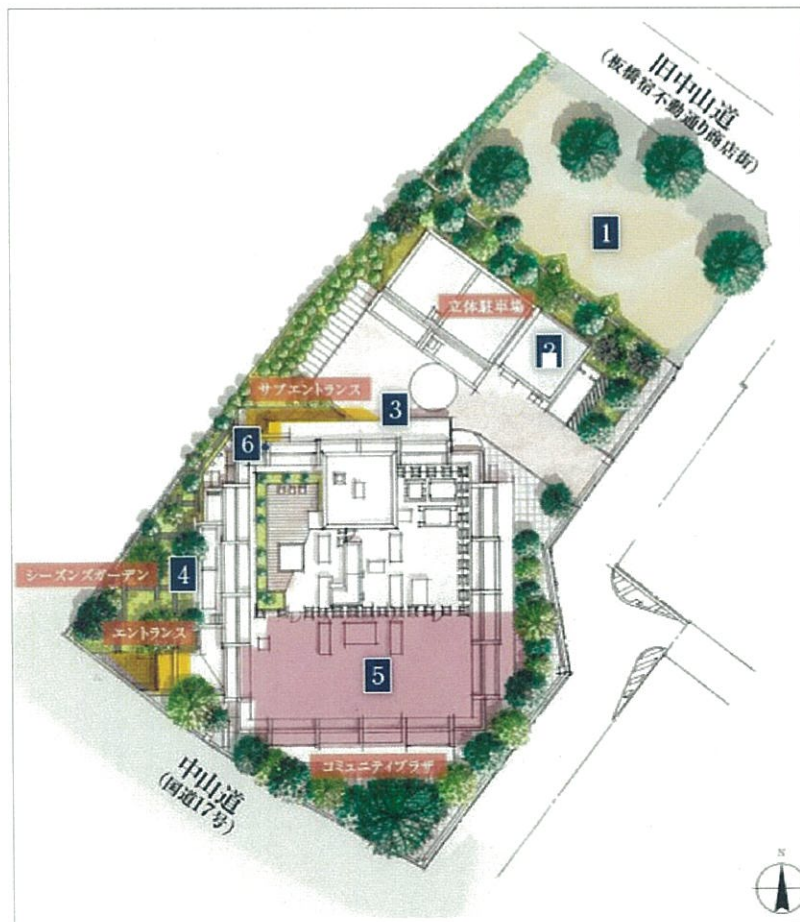 旧中山道
(板橋宿不動通り商店街)
1
立体駐車場
2
サブエントランス
3
6
シーズンズガーデン
4
エントランス
5
コミュニティプラザ
中山道
(国道17号)
N